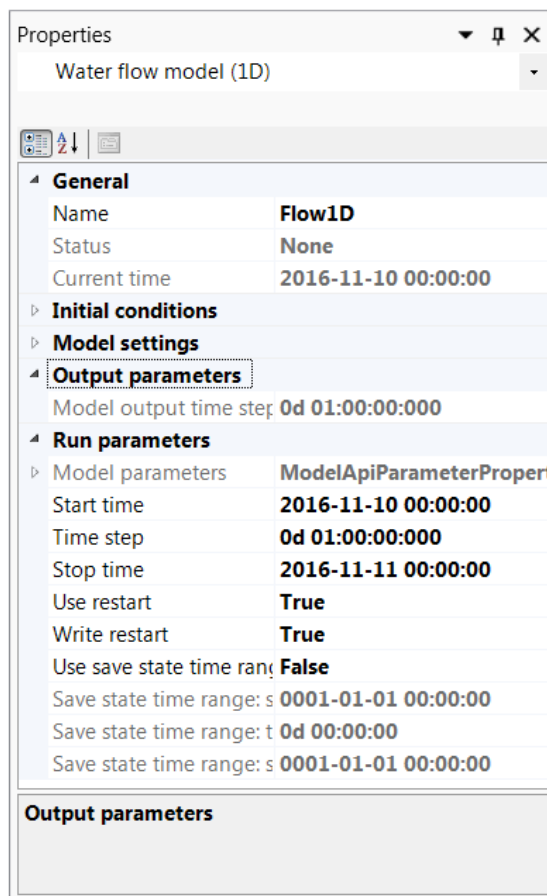 Properties
Water flow model (1D)
General
Name Flow1D
Status None
Current time 2016-11-10 00:00:00
Initial conditions
Model settings
Output parameters
Model output time step 0d 01:00:00:000
Run parameters
Model parameters ModelApiParameterPropert
Start time 2016-11-10 00:00:00
Time step 0d 01:00:00:000
Stop time 2016-11-11 00:00:00
Use restart True
Write restart True
Use save state time rang False
Save state time range: s 0001-01-01 00:00:00
Save state time range: t 0d 00:00:00
Save state time range: s 0001-01-01 00:00:00
Output parameters